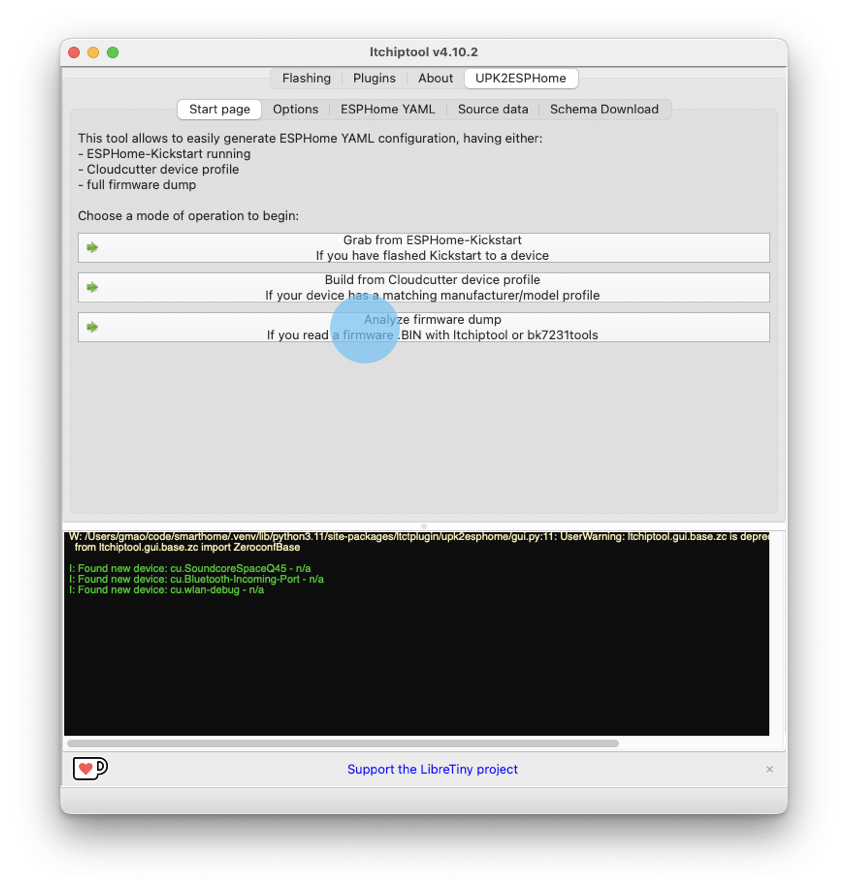 ltchiptool v4.10.2
Flashing Plugins About UPK2ESPHome
Start page Options ESPHome YAML Source data Schema Download
This tool allows to easily generate ESPHome YAML configuration, having either:
- ESPHome-Kickstart running
- Cloudcutter device profile
- full firmware dump
Choose a mode of operation to begin:
Grab from ESPHome-Kickstart
If you have flashed Kickstart to a device
Build from Cloudcutter device profile
If your device has a matching manufacturer/model profile
Analyze firmware dump
If you read a firmware .BIN with ltchiptool or bk7231tools
W: /Users/gmao/code/smarthome/.venv/lib/python3.11/site-packages/ltctplugin/upk2esphome/gui.py:11: UserWarning: ltchiptool.gui.base.zc is depre
from ltchiptool.gui.base.zc import ZeroconfBase
I: Found new device: cu.SoundcoreSpaceQ45 - n/a
I: Found new device: cu.Bluetooth-Incoming-Port - n/a
I: Found new device: cu.wlan-debug - n/a
Support the LibreTiny project